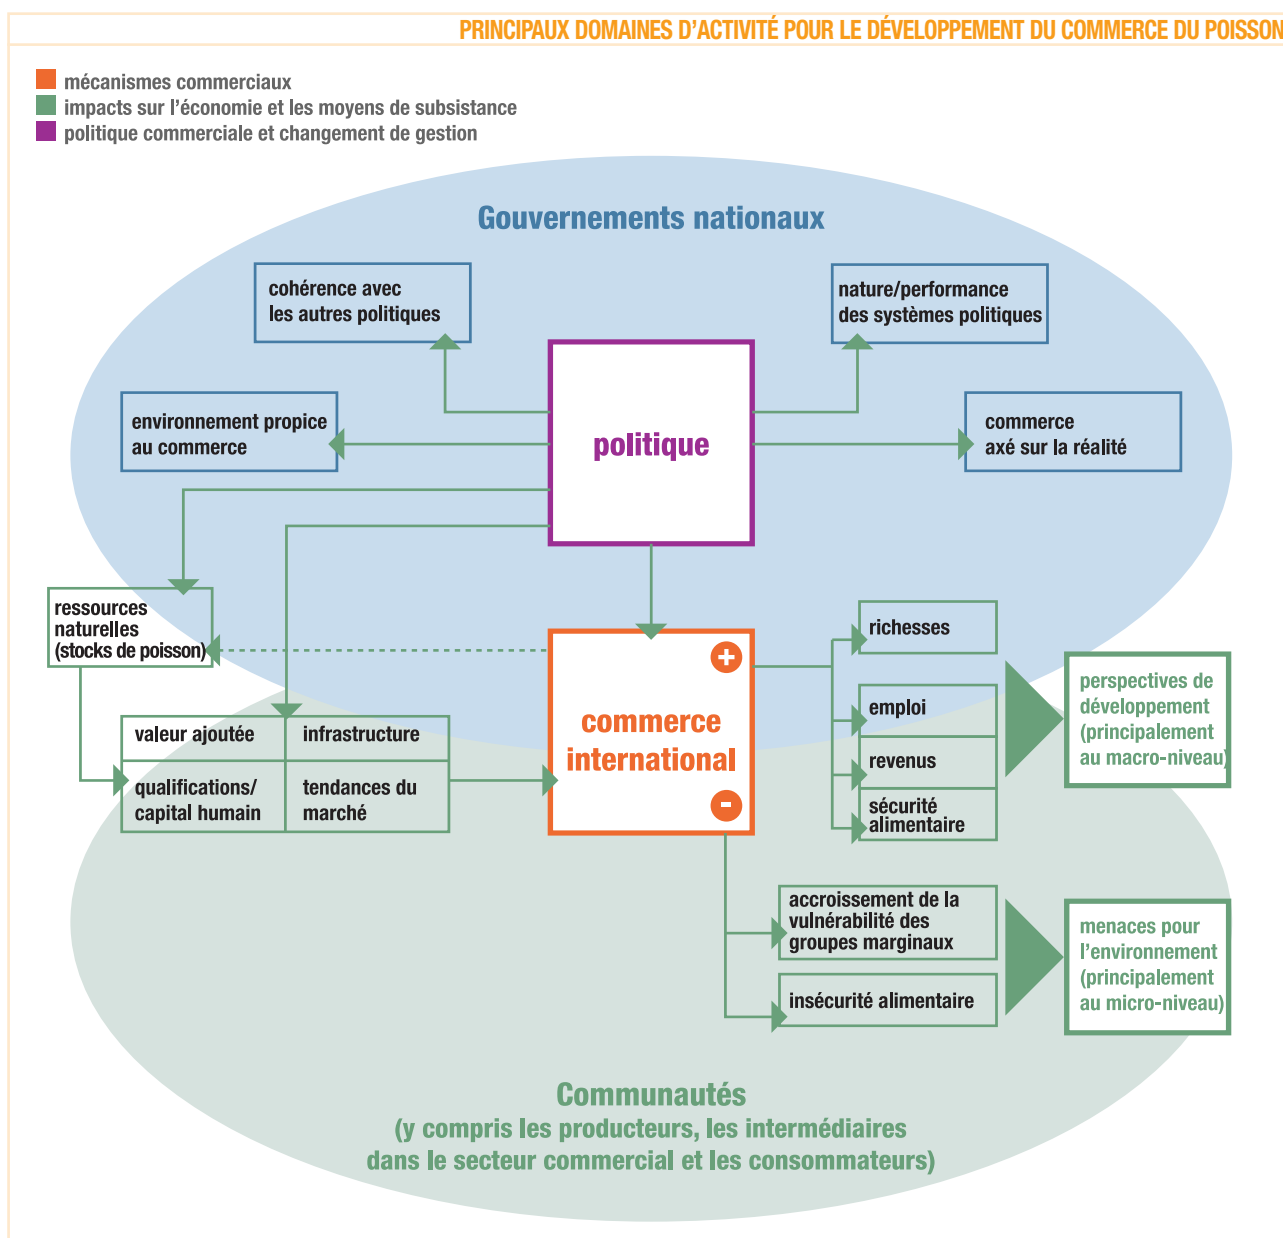 PRINCIPAUX DOMAINES D'ACTIVITÉ POUR LE DÉVELOPPEMENT DU COMMERCE DU POISSON
mécanismes commerciaux
impacts sur l'économie et les moyens de subsistance
politique commerciale et changement de gestion
Gouvernements nationaux
cohérence avec
les autres politiques
nature/performance
des systèmes politiques
environnement propice
au commerce
politique
commerce
axé sur la réalité
ressources
naturelles
(stocks de poisson)
valeur ajoutée
infrastructure
qualifications/
capital humain
tendances du
marché
+
commerce
international
-
richesses
emploi
revenus
sécurité
alimentaire
perspectives de
développement
(principalement
au macro-niveau)
accroissement de la
vulnérabilité des
groupes marginaux
insécurité alimentaire
menaces pour
l'environnement
(principalement
au micro-niveau)
Communautés
(y compris les producteurs, les intermédiaires
dans le secteur commercial et les consommateurs)